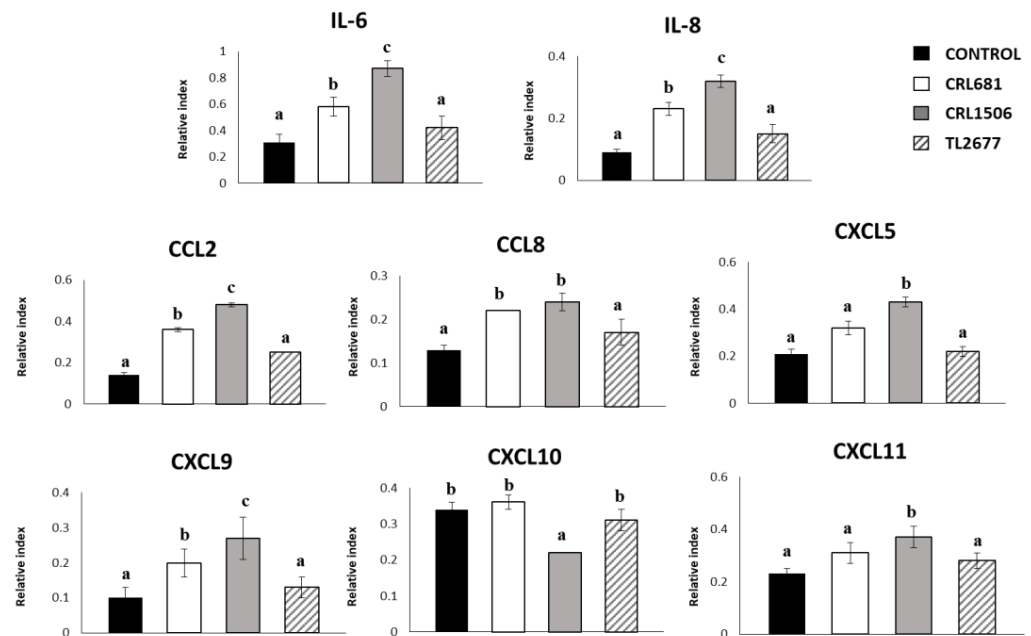 IL-6
Relative index
1
0.8
0.6
0.4
0.2
0
a
b
c
a
IL-8
Relative index
0.4
0.2
0
a
b
c
a
CONTROL
CRL681
CRL1506
TL2677
CCL2
Relative index
0.6
0.4
0.2
0
a
b
c
a
CCL8
Relative index
0.3
0.2
0.1
0
a
b
b
a
CXCL5
Relative index
0.6
0.4
0.2
0
a
a
b
a
CXCL9
Relative index
0.4
0.3
0.2
0.1
0
a
b
c
a
CXCL10
Relative index
0.4
0.3
0.2
0.1
0
b
b
a
b
CXCL11
Relative index
0.6
0.4
0.2
0
a
a
b
a